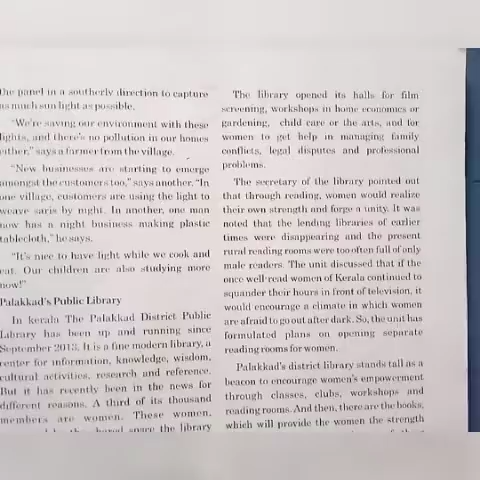 the panel in a southerly direction to capture
as much sun light as possible.
"We're saving our environment with these
lights, and there's no pollution in our homes
either," says a farmer from the village.
"New businesses are starting to emerge
amongst the customers too," says another. "In
one village, customers are using the light to
weave saris by night. In another, one man
now has a night business making plastic
tablecloth," he says.
"It's nice to have light while we cook and
eat. Our children are also studying more
now!"
Palakkad's Public Library
In kerala The Palakkad District Public
Library has been up and running since
September 2013. It is a fine modern library, a
center for information, knowledge, wisdom,
cultural activities, research and reference.
But it has recently been in the news for
different reasons. A third of its thousand
members are women. These women,
the shared space the library
The library opened its halls for film
screening, workshops in home economics or
gardening, child care or the arts, and for
women to get help in managing family
conflicts, legal disputes and professional
problems.
The secretary of the library pointed out
that through reading, women would realize
their own strength and forge a unity. It was
noted that the lending libraries of earlier
times were disappearing and the present
rural reading rooms were too often full of only
male readers. The unit discussed that if the
once well-read women of Kerala continued to
squander their hours in front of television, it
would encourage a climate in which women
are afraid to go out after dark. So, the unit has
formulated plans on opening separate
reading rooms for women.
Palakkad's district library stands tall as a
beacon to encourage women's empowerment
through classes, clubs, workshops and
reading rooms. And then, there are the books,
which will provide the women the strength